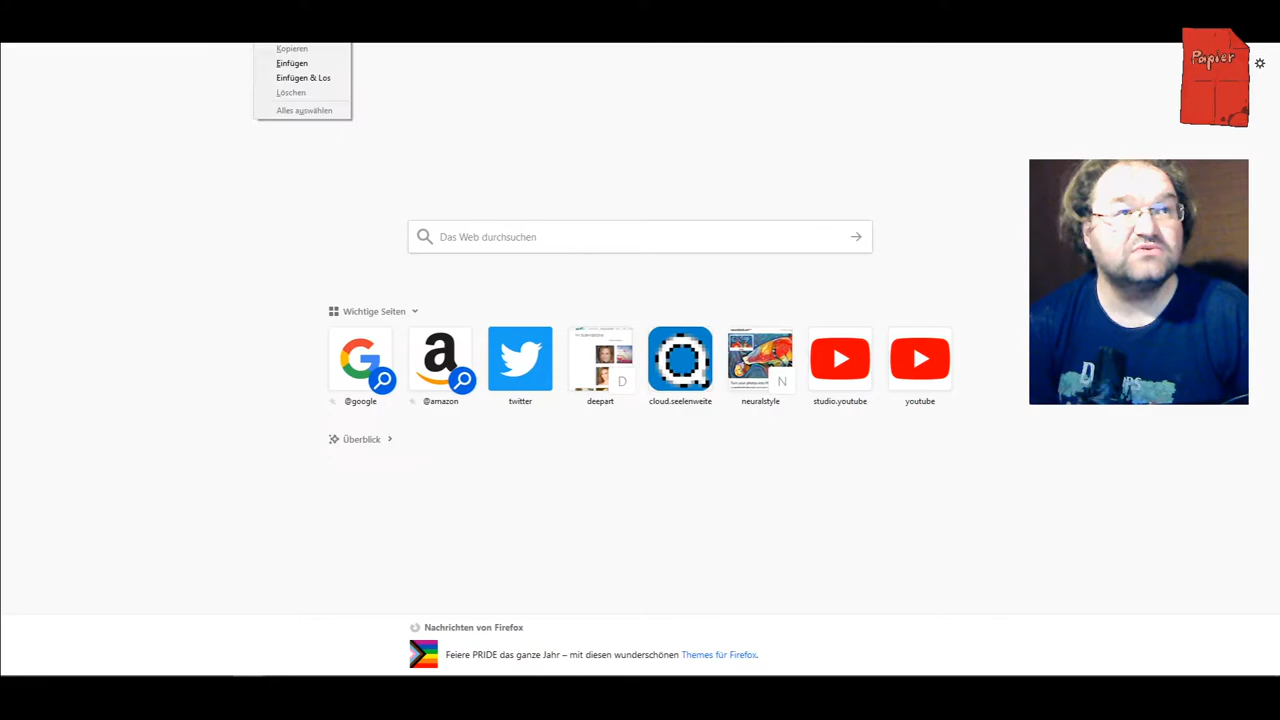 Kopieren
Einfügen
Einfügen & Los
Löschen
Alles auswählen
Papier
Das Web durchsuchen
Wichtige Seiten
@google
@amazon
twitter
D
deepart
cloud.seelenweite
N
neuralstyle
studio.youtube
youtube
Überblick
Nachrichten von Firefox
Feiere PRIDE das ganze Jahr – mit diesen wunderschönen Themes für Firefox.